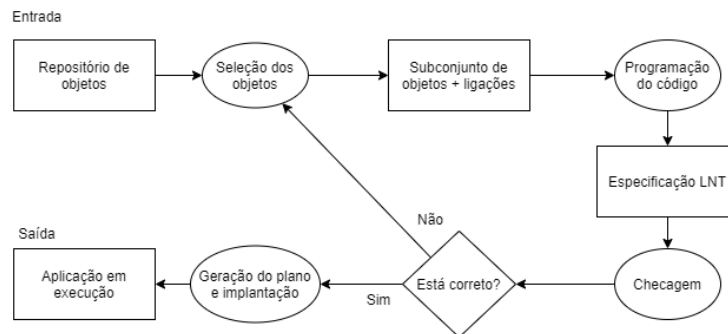 Entrada
Repositório de
objetos
Seleção dos
objetos
Subconjunto de
objetos + ligações
Programação
do código
Especificação LNT
Checagem
Está correto?
Não
Sim
Geração do plano
e implantação
Saída
Aplicação em
execução